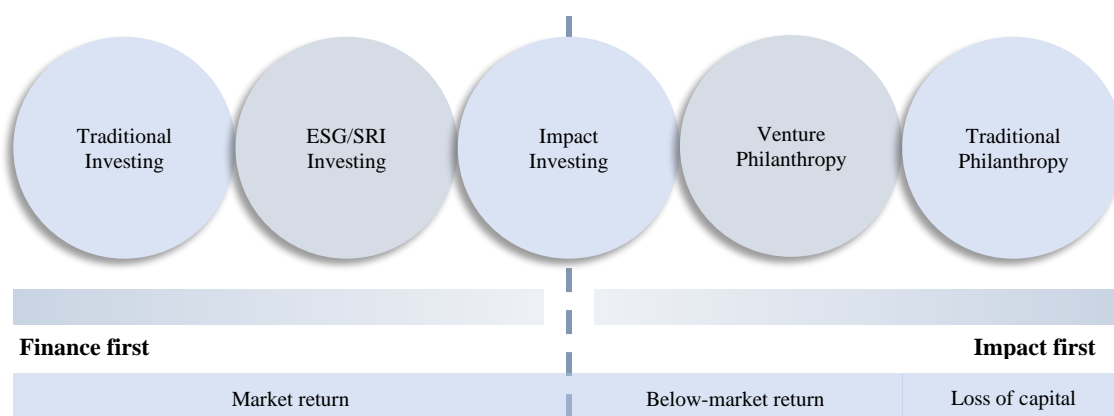 Traditional
Investing
ESG/SRI
Investing
Impact
Investing
Venture
Philanthropy
Traditional
Philanthropy
Finance first
Impact first
Market return
Below-market return
Loss of capital